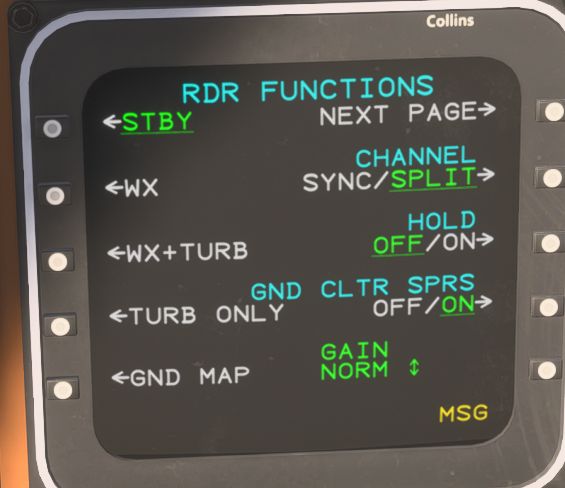 Collins
RDR FUNCTIONS
←STBY NEXT PAGE→
CHANNEL
←WX SYNC/SPLIT→
HOLD
←WX+TURB OFF/ON→
GND CLTR SPRS
←TURB ONLY OFF/ON→
GAIN
←GND MAP NORM ↕
MSG